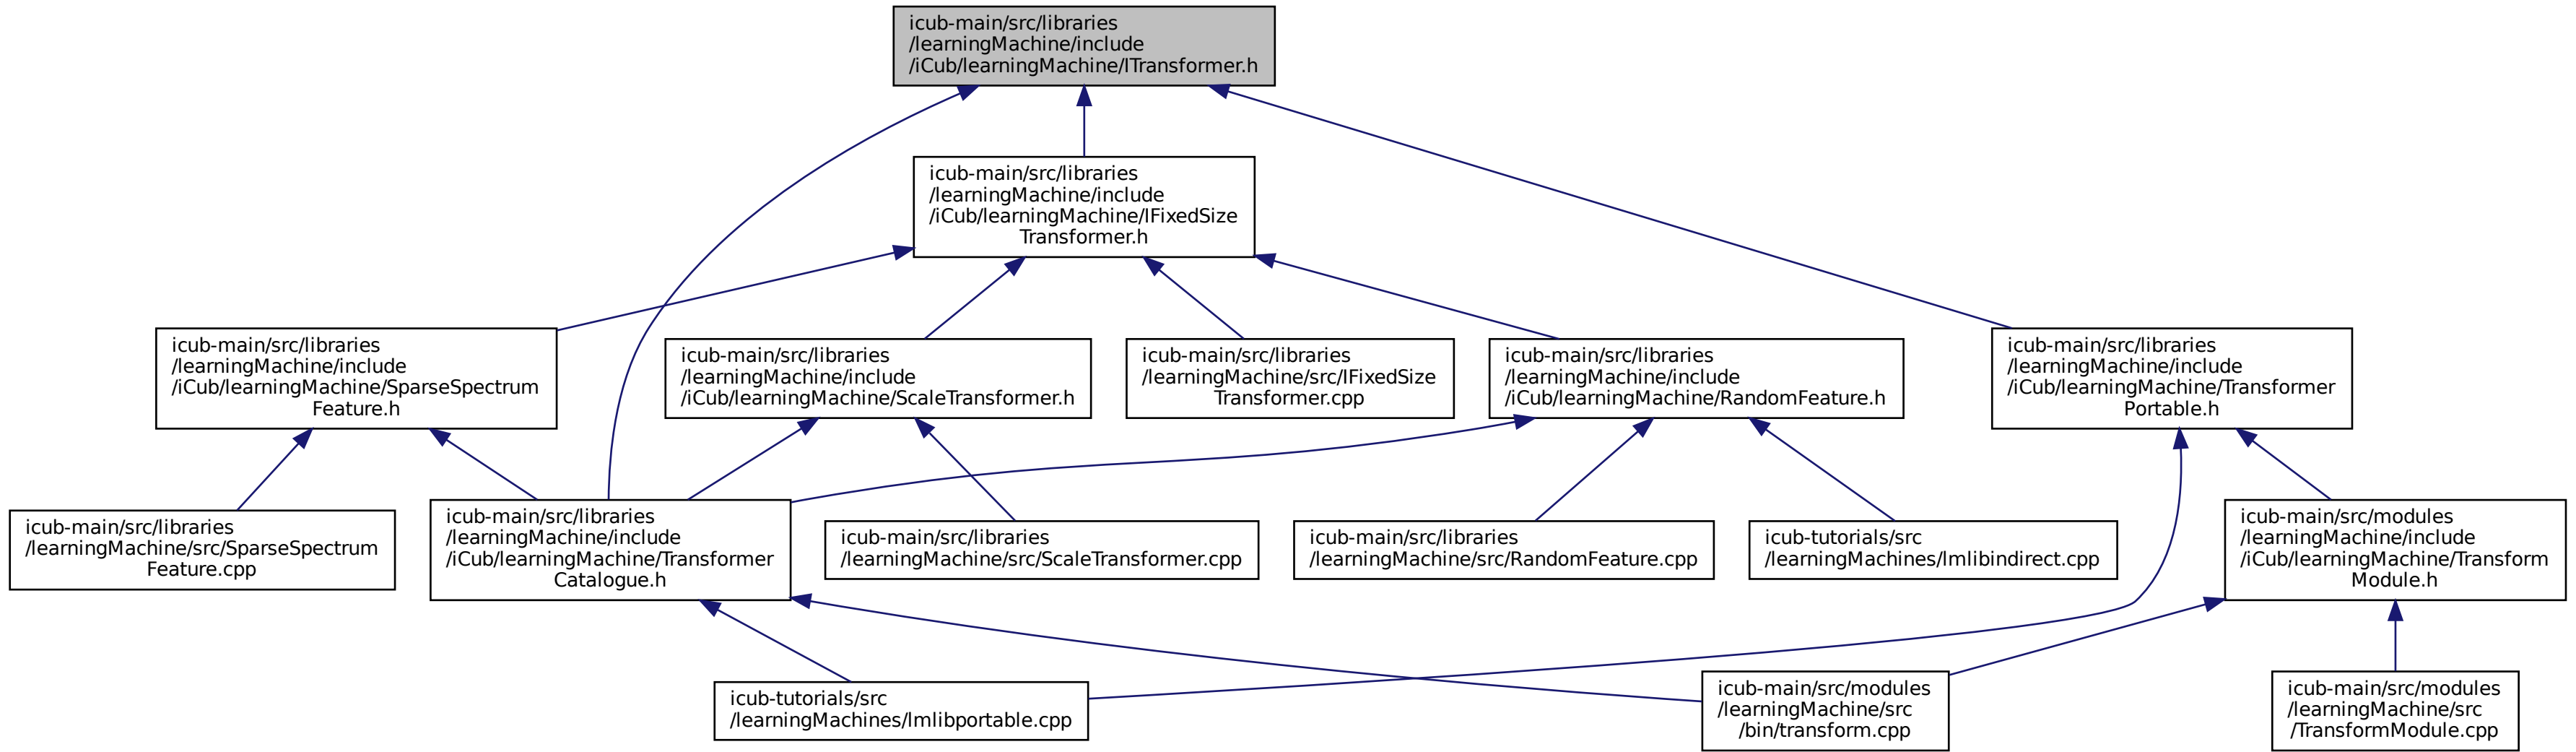 icub-main/src/libraries
/learningMachine/include
/iCub/learningMachine/ITransformer.h
icub-main/src/libraries
/learningMachine/include
/iCub/learningMachine/IFixedSize
Transformer.h
icub-main/src/libraries
/learningMachine/include
/iCub/learningMachine/SparseSpectrum
Feature.h
icub-main/src/libraries
/learningMachine/include
/iCub/learningMachine/ScaleTransformer.h
icub-main/src/libraries
/learningMachine/src/IFixedSize
Transformer.cpp
icub-main/src/libraries
/learningMachine/include
/iCub/learningMachine/RandomFeature.h
icub-main/src/libraries
/learningMachine/include
/iCub/learningMachine/Transformer
Portable.h
icub-main/src/libraries
/learningMachine/src/SparseSpectrum
Feature.cpp
icub-main/src/libraries
/learningMachine/include
/iCub/learningMachine/Transformer
Catalogue.h
icub-main/src/libraries
/learningMachine/src/ScaleTransformer.cpp
icub-main/src/libraries
/learningMachine/src/RandomFeature.cpp
icub-tutorials/src
/learningMachines/lmlibindirect.cpp
icub-main/src/modules
/learningMachine/include
/iCub/learningMachine/Transform
Module.h
icub-tutorials/src
/learningMachines/lmlibportable.cpp
icub-main/src/modules
/learningMachine/src
/bin/transform.cpp
icub-main/src/modules
/learningMachine/src
/TransformModule.cpp